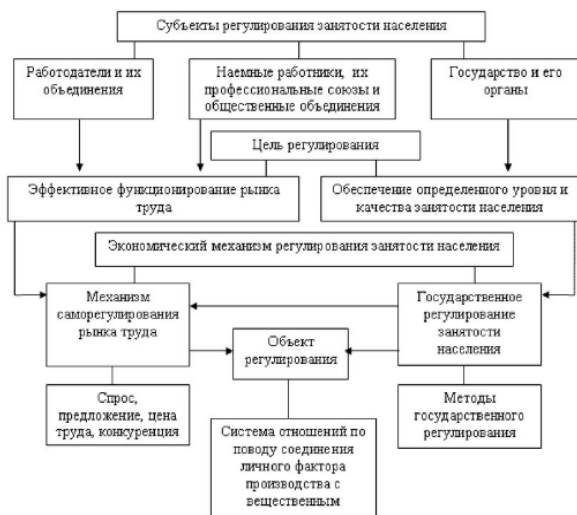 Субъекты регулирования занятости населения
Работодатели и их
объединения
Наемные работники, их
профессиональные союзы и
общественные объединения
Государство и его
органы
Цель регулирования
Эффективное функционирование рынка
труда
Обеспечение определенного уровня и
качества занятости населения
Экономический механизм регулирования занятости населения
Механизм
саморегулирования
рынка труда
Государственное
регулирование
занятости
населения
Объект
регулирования
Спрос,
предложение, цена
труда, конкуренция
Методы
государственного
регулирования
Система отношений по
поводу соединения
личного фактора
производства с
вещественным